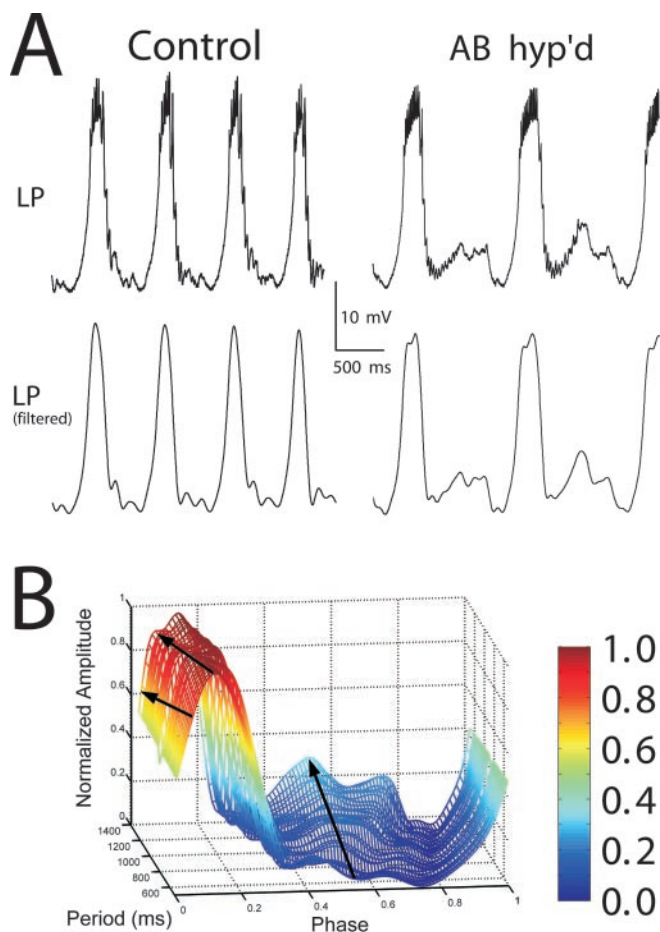 A
Control
AB hyp'd
LP
10 mV
500 ms
LP
(filtered)
B
Normalized Amplitude
1
0.8
0.6
0.4
0.2
0
1400
1200
1000
800
600
Period (ms)
0
0.2
0.4
0.6
0.8
1
Phase
1.0
0.8
0.6
0.4
0.2
0.0